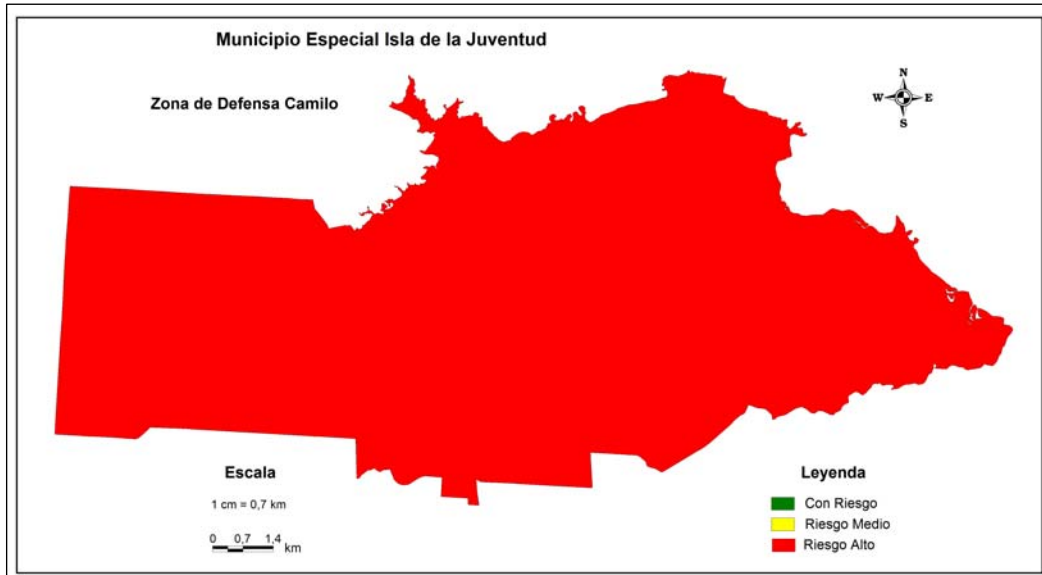 Municipio Especial Isla de la Juventud
Zona de Defensa Camilo
N
W E
S
Escala
1 cm = 0,7 km
0 0,7 1,4
km
Leyenda
Con Riesgo
Riesgo Medio
Riesgo Alto